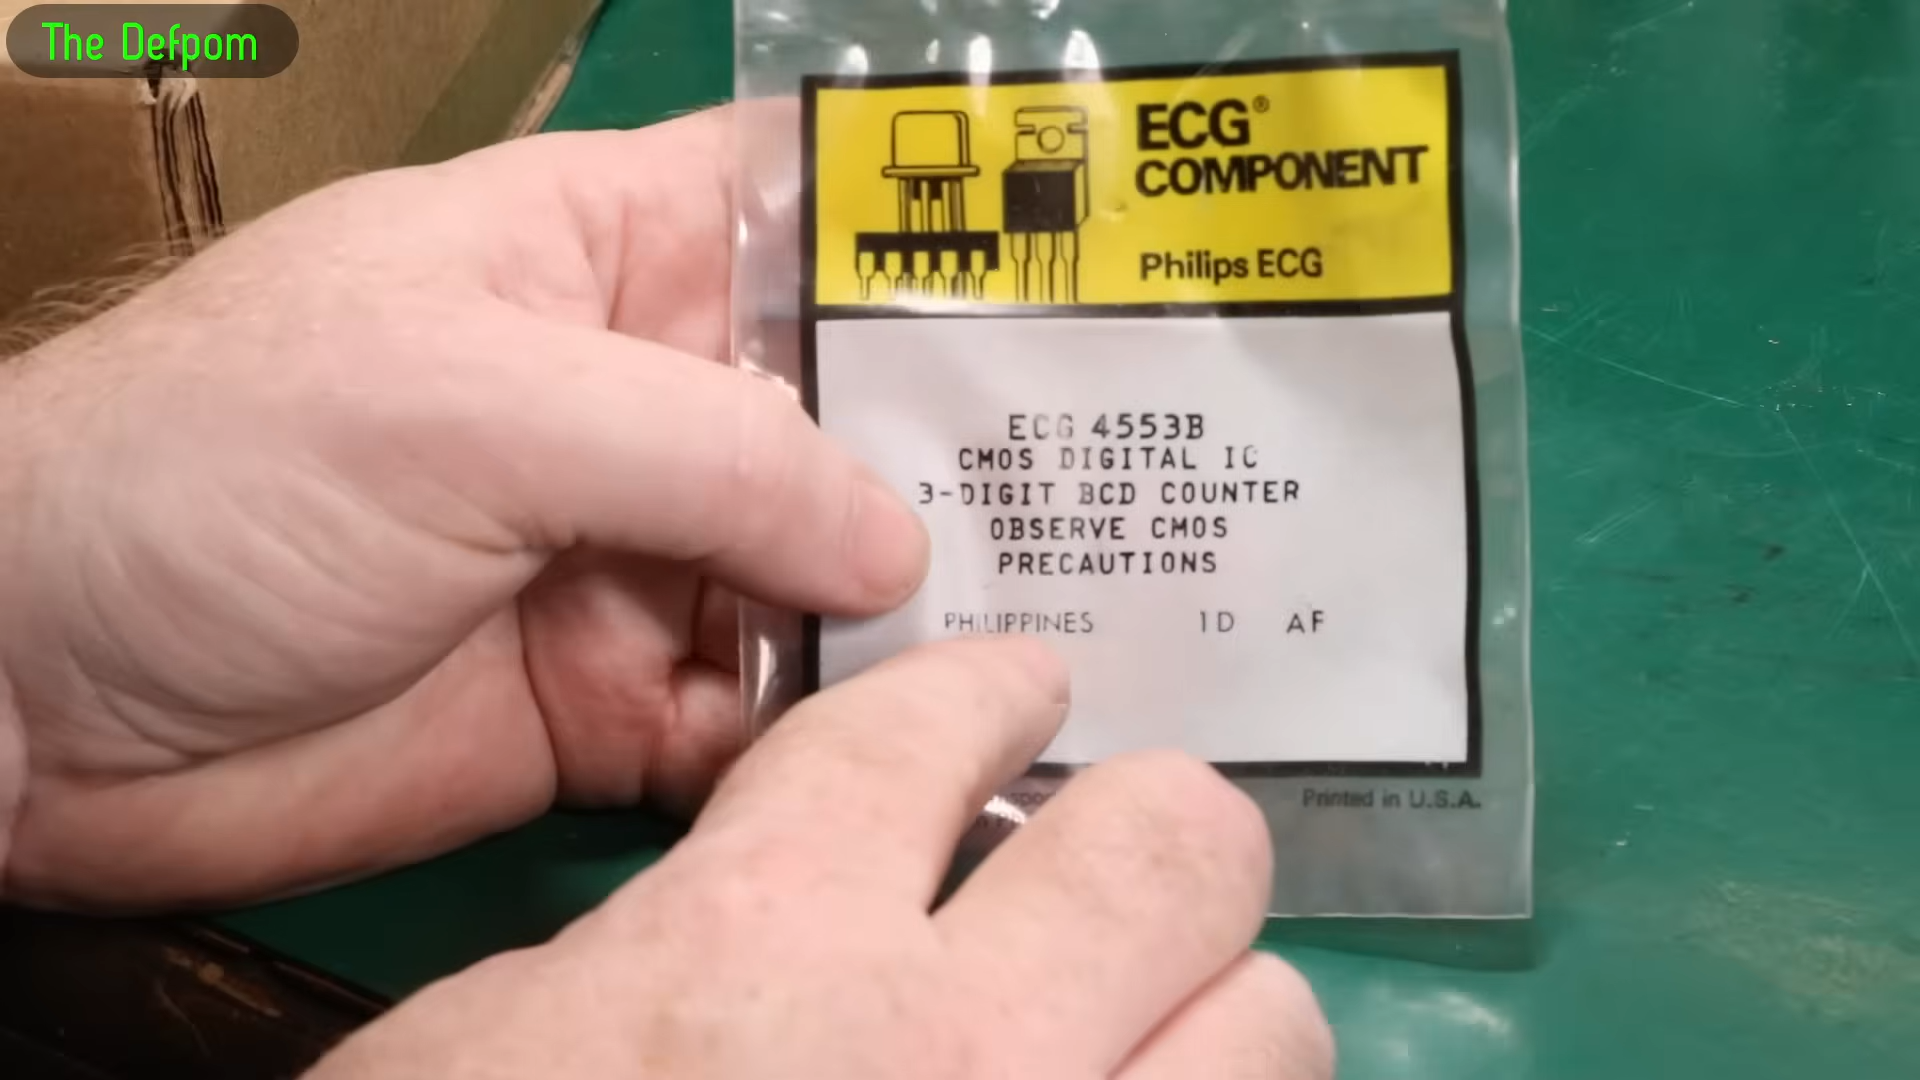 The Defpom
ECG®
COMPONENT
Philips ECG
ECG 4553B
CMOS DIGITAL IC
3-DIGIT BCD COUNTER
OBSERVE CMOS
PRECAUTIONS
PHILIPPINES 1D AF
Printed in U.S.A.